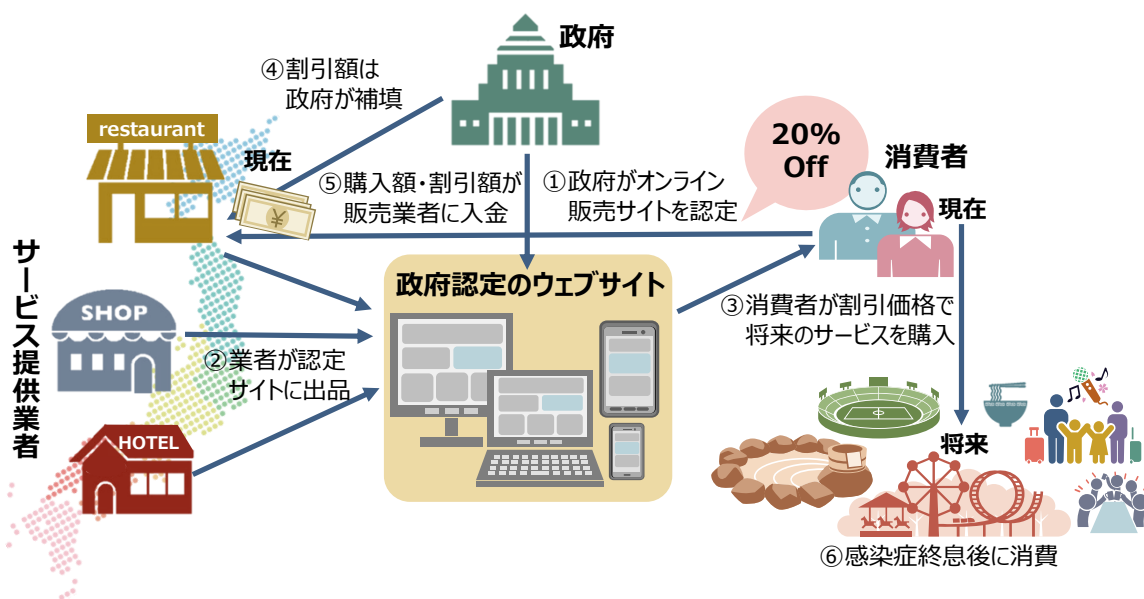 政府
④割引額は
政府が補填
restaurant
現在
⑤購入額・割引額が
販売業者に入金
①政府がオンライン
販売サイトを認定
20%
Off
消費者
現在
サービス提供業者
政府認定のウェブサイト
SHOP
②業者が認定
サイトに出品
③消費者が割引価格で
将来のサービスを購入
HOTEL
将来
⑥感染症終息後に消費
¥